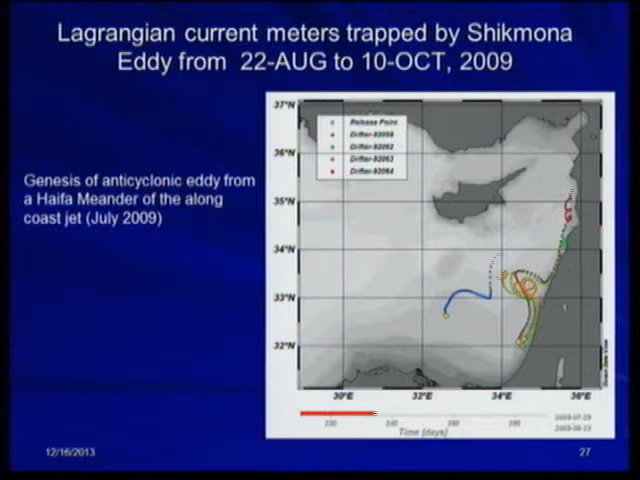 Lagrangian current meters trapped by Shikmona
Eddy from 22-AUG to 10-OCT, 2009
Genesis of anticyclonic eddy from
a Haifa Meander of the along
coast jet (July 2009)
37°N
36°N
35°N
34°N
33°N
32°N
Release Point
30°E
32°E
34°E
36°E
Time [days]
12/16/2013
27